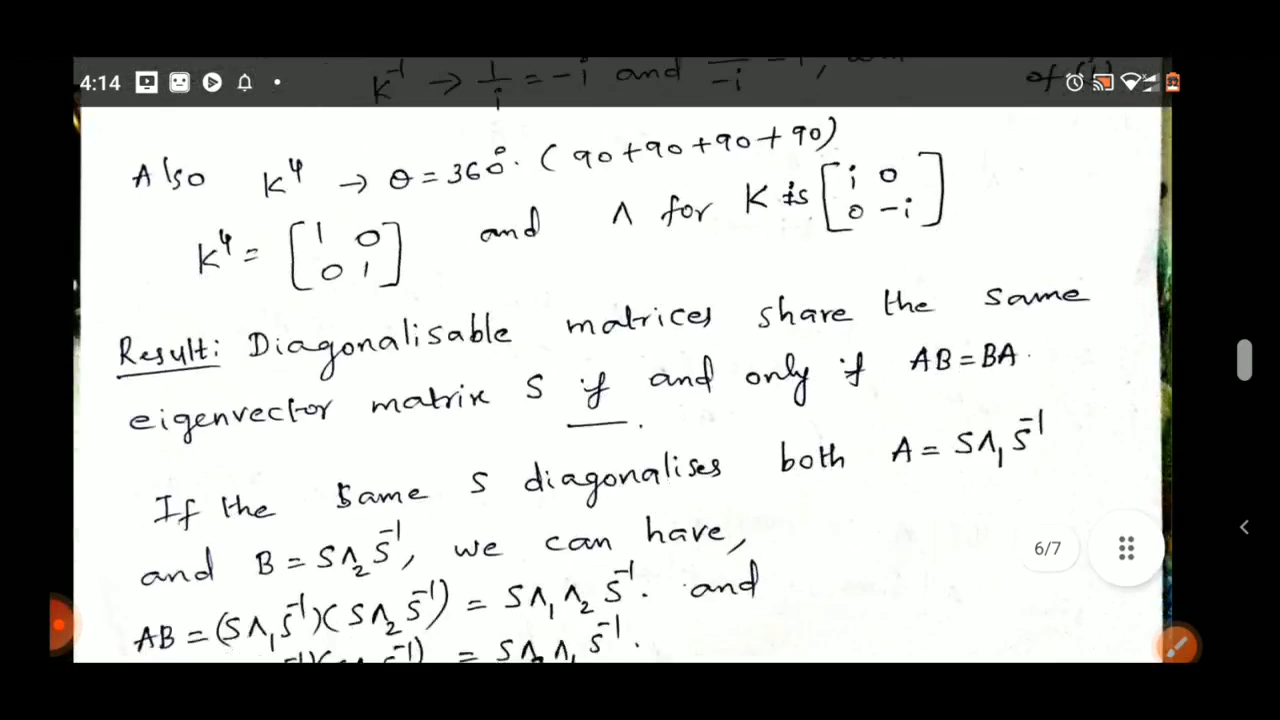 4:14
K⁻¹ → 1/i = -i and
of (i)
Also K⁴ → θ = 360°. (90+90+90+90)
K⁴ = [1 0; 0 1] and Λ for K is [i 0; 0 -i]
Result: Diagonalisable matrices share the same
eigenvector matrix S if and only if AB = BA.
If the same S diagonalises both A = SΛ₁S⁻¹
and B = SΛ₂S⁻¹, we can have,
6/7
AB = (SΛ₁S⁻¹)(SΛ₂S⁻¹) = SΛ₁Λ₂S⁻¹. and
= SΛ₂Λ₁S⁻¹.